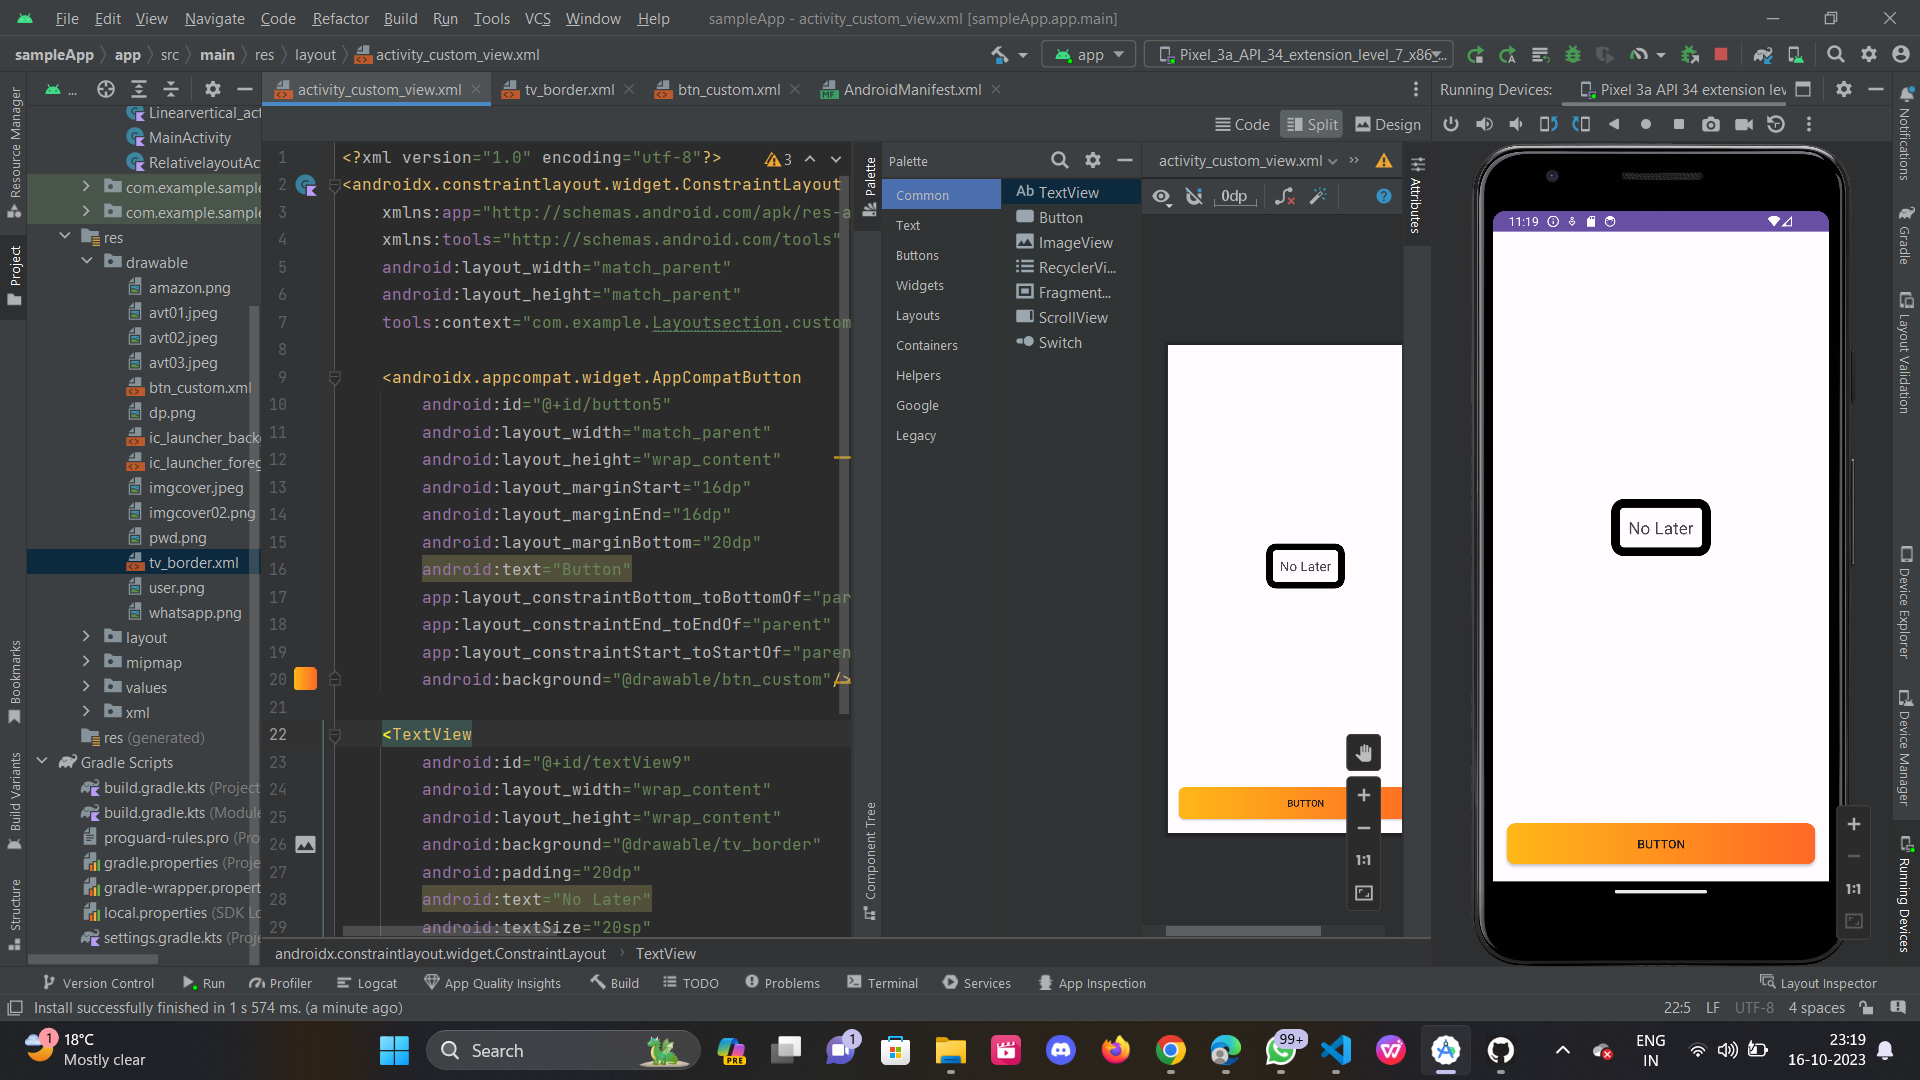 File Edit View Navigate Code Refactor Build Run Tools VCS Window Help sampleApp - activity_custom_view.xml [sampleApp.app.main]
sampleApp app src main res layout activity_custom_view.xml app Pixel_3a_API_34_extension_level_7_x86...
... activity_custom_view.xml tv_border.xml btn_custom.xml AndroidManifest.xml Running Devices: Pixel 3a API 34 extension lev
Code Split Design
Resource Manager
Project
Bookmarks
Build Variants
Structure
Linearvertical_act
MainActivity
RelativelayoutAc
com.example.sample
com.example.sample
res
drawable
amazon.png
avt01.jpeg
avt02.jpeg
avt03.jpeg
btn_custom.xml
dp.png
ic_launcher_back
ic_launcher_foreg
imgcover.jpeg
imgcover02.png
pwd.png
tv_border.xml
user.png
whatsapp.png
layout
mipmap
values
xml
res (generated)
Gradle Scripts
build.gradle.kts (Project
build.gradle.kts (Module
proguard-rules.pro (Pro
gradle.properties (Proje
gradle-wrapper.propert
local.properties (SDK Lo
settings.gradle.kts (Proje
1 <?xml version="1.0" encoding="utf-8"?> 3
2 <androidx.constraintlayout.widget.ConstraintLayout
3 xmlns:app="http://schemas.android.com/apk/res-a
4 xmlns:tools="http://schemas.android.com/tools"
5 android:layout_width="match_parent"
6 android:layout_height="match_parent"
7 tools:context="com.example.Layoutsection.custom
8
9 <androidx.appcompat.widget.AppCompatButton
10 android:id="@+id/button5"
11 android:layout_width="match_parent"
12 android:layout_height="wrap_content"
13 android:layout_marginStart="16dp"
14 android:layout_marginEnd="16dp"
15 android:layout_marginBottom="20dp"
16 android:text="Button"
17 app:layout_constraintBottom_toBottomOf="par
18 app:layout_constraintEnd_toEndOf="parent"
19 app:layout_constraintStart_toStartOf="paren
20 android:background="@drawable/btn_custom"/>
21
22 <TextView
23 android:id="@+id/textView9"
24 android:layout_width="wrap_content"
25 android:layout_height="wrap_content"
26 android:background="@drawable/tv_border"
27 android:padding="20dp"
28 android:text="No Later"
29 android:textSize="20sp"
androidx.constraintlayout.widget.ConstraintLayout TextView
Palette
Component Tree
Palette
Common
Text
Buttons
Widgets
Layouts
Containers
Helpers
Google
Legacy
Ab TextView
Button
ImageView
RecyclerVi...
Fragment...
ScrollView
Switch
activity_custom_view.xml
0dp
?
No Later
BUTTON
1:1
Attributes
11:19
No Later
BUTTON
1:1
Notifications
Gradle
Layout Validation
Device Explorer
Device Manager
Running Devices
Version Control Run Profiler Logcat App Quality Insights Build TODO Problems Terminal Services App Inspection Layout Inspector
Install successfully finished in 1 s 574 ms. (a minute ago) 22:5 LF UTF-8 4 spaces
1 18°C
Mostly clear
Search
PRE
1
99+
ENG
IN
23:19
16-10-2023